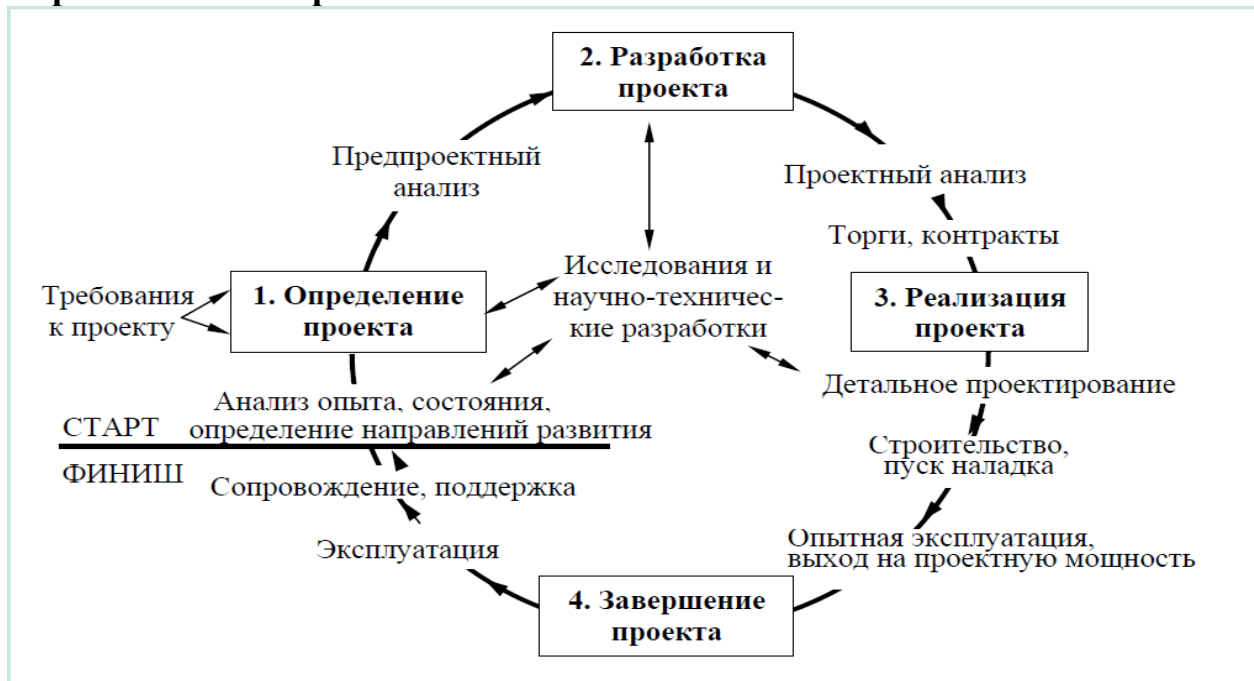 2. Разработка
проекта
Предпроектный
анализ
Проектный анализ
Торги, контракты
Исследования и
научно-техничес-
кие разработки
Требования
к проекту
1. Определение
проекта
3. Реализация
проекта
Детальное проектирование
Анализ опыта, состояния,
определение направлений развития
СТАРТ
ФИНИШ
Строительство,
пуск наладка
Сопровождение, поддержка
Эксплуатация
Опытная эксплуатация,
выход на проектную мощность
4. Завершение
проекта